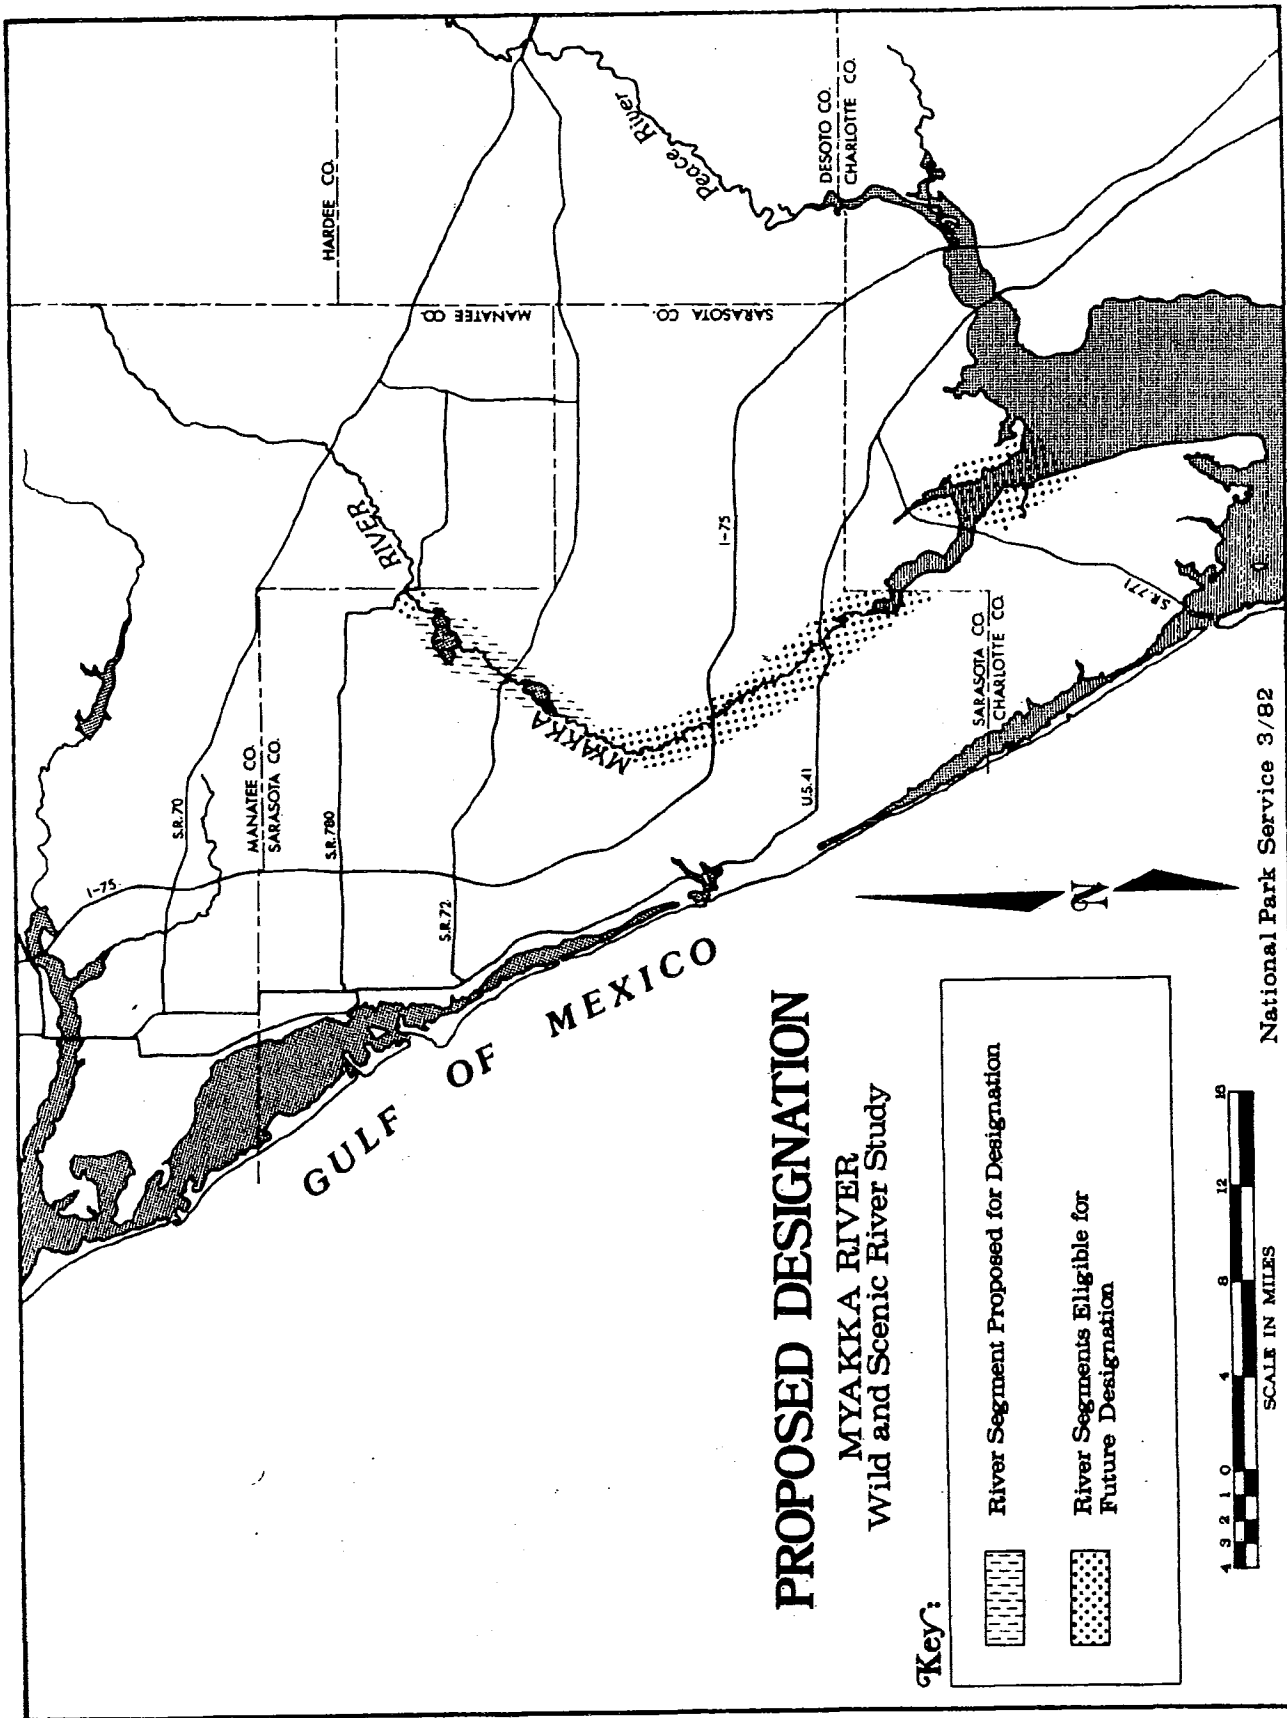 HARDEE CO.
Peace River
DESOTO CO.
CHARLOTTE CO.
MANATEE CO.
SARASOTA CO.
RIVER
I-75
S.R.771
MYAKKA
SARASOTA CO.
CHARLOTTE CO.
S.R.70
MANATEE CO.
SARASOTA CO.
S.R.780
U.S.41
I-75
S.R.72
GULF OF MEXICO
N
PROPOSED DESIGNATION
MYAKKA RIVER
Wild and Scenic River Study
Key:
River Segment Proposed for Designation
River Segments Eligible for
Future Designation
4 3 2 1 0 4 8 12 16
SCALE IN MILES
National Park Service 3/82